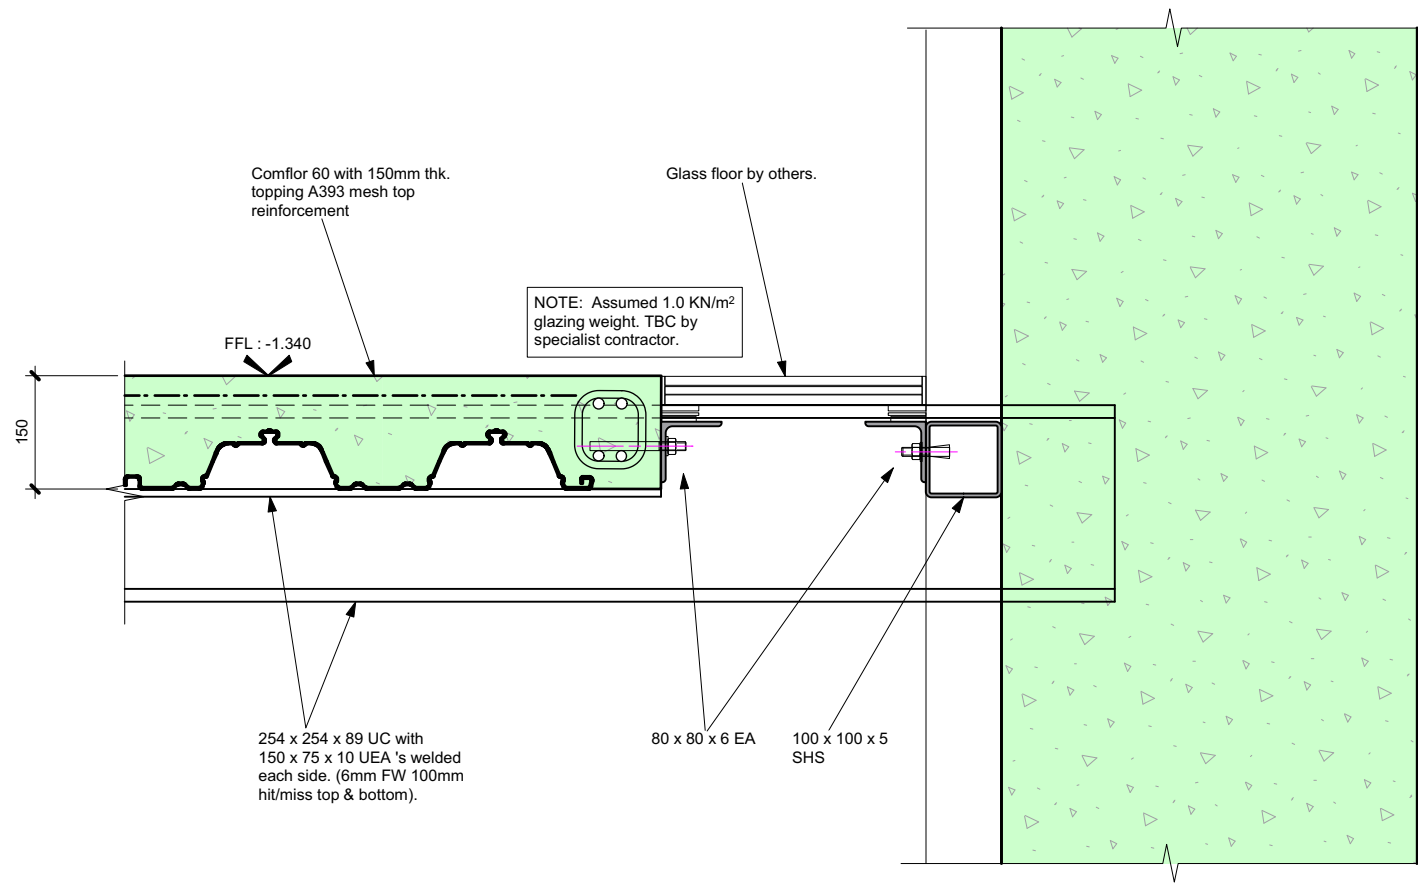 Comflor 60 with 150mm thk.
topping A393 mesh top
reinforcement
Glass floor by others.
NOTE: Assumed 1.0 KN/m²
glazing weight. TBC by
specialist contractor.
FFL : -1.340
150
254 x 254 x 89 UC with
150 x 75 x 10 UEA 's welded
each side. (6mm FW 100mm
hit/miss top & bottom).
80 x 80 x 6 EA
100 x 100 x 5
SHS